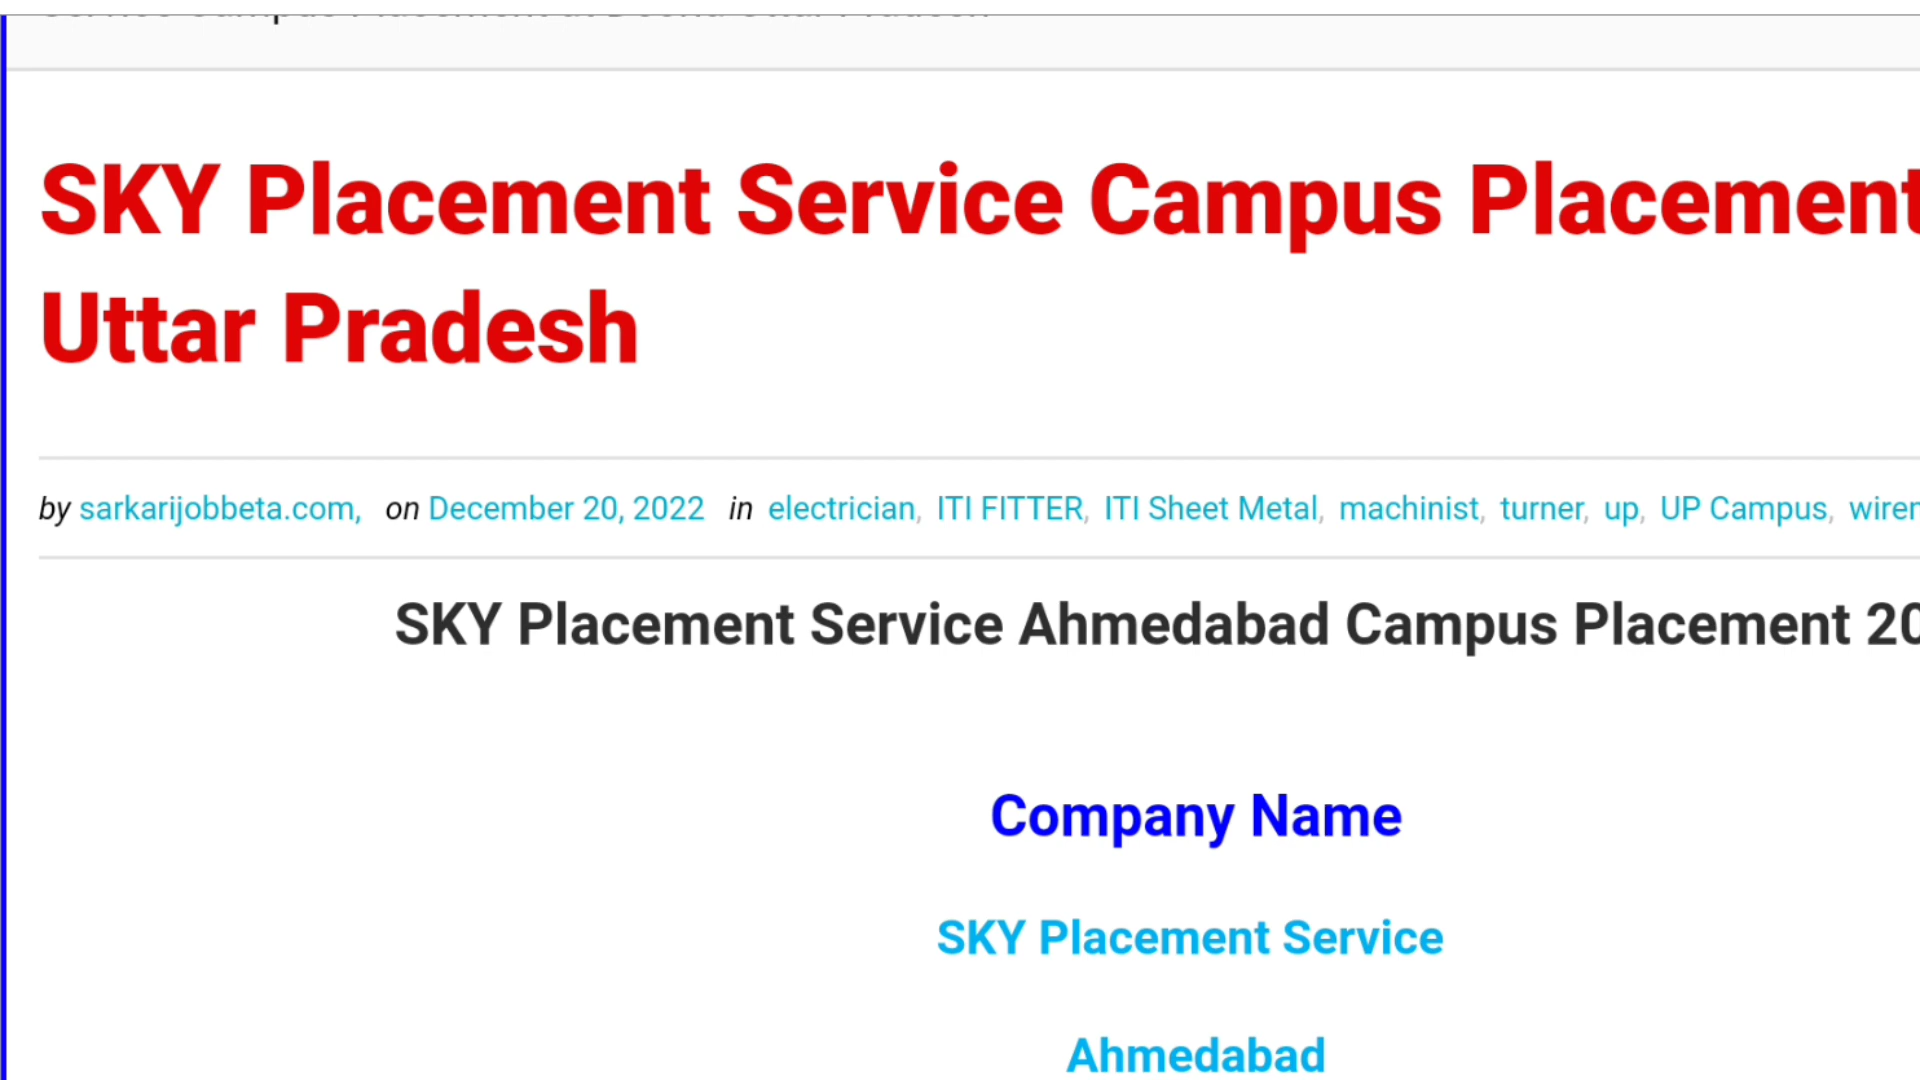 SKY Placement Service Campus Placement
Uttar Pradesh
by sarkarijobbeta.com, on December 20, 2022 in electrician, ITI FITTER, ITI Sheet Metal, machinist, turner, up, UP Campus,
SKY Placement Service Ahmedabad Campus Placement 20
Company Name
SKY Placement Service
Ahmedabad